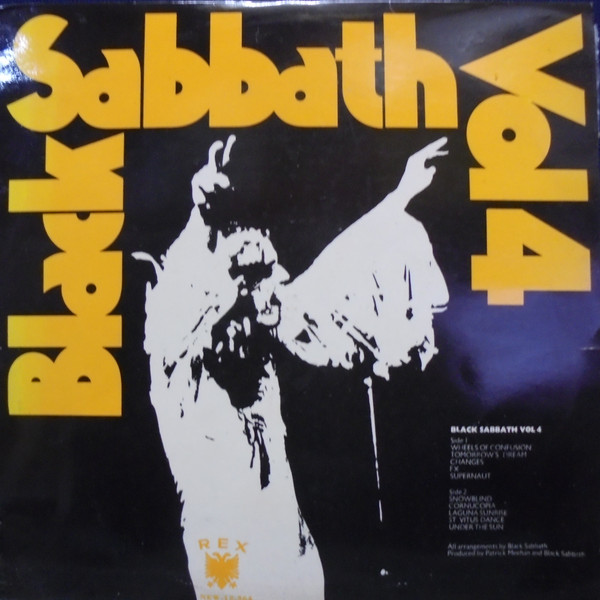 Black Sabbath Vol 4
BLACK SABBATH VOL 4
Side 1
WHEELS OF CONFUSION
TOMORROW'S DREAM
CHANGES
FX
SUPERNAUT
Side 2
SNOWBLIND
CORNUCOPIA
LAGUNA SUNRISE
ST. VITUS DANCE
UNDER THE SUN
All arrangements by Black Sabbath
Produced by Patrick Meehan and Black Sabbath
REX